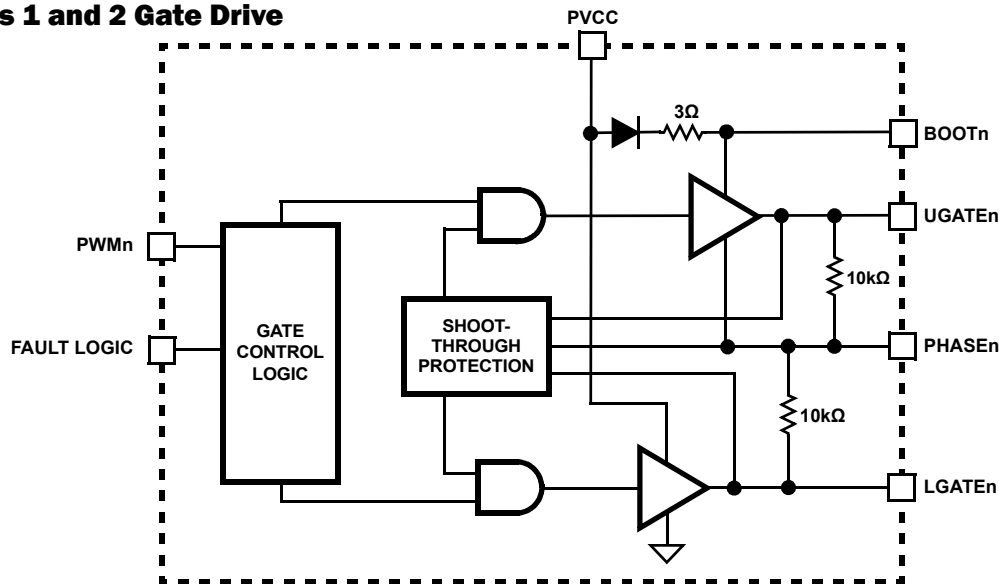 s 1 and 2 Gate Drive
PVCC
3Ω
BOOTn
UGATEn
PWMn
10kΩ
FAULT LOGIC
GATE
CONTROL
LOGIC
SHOOT-
THROUGH
PROTECTION
PHASEn
10kΩ
LGATEn